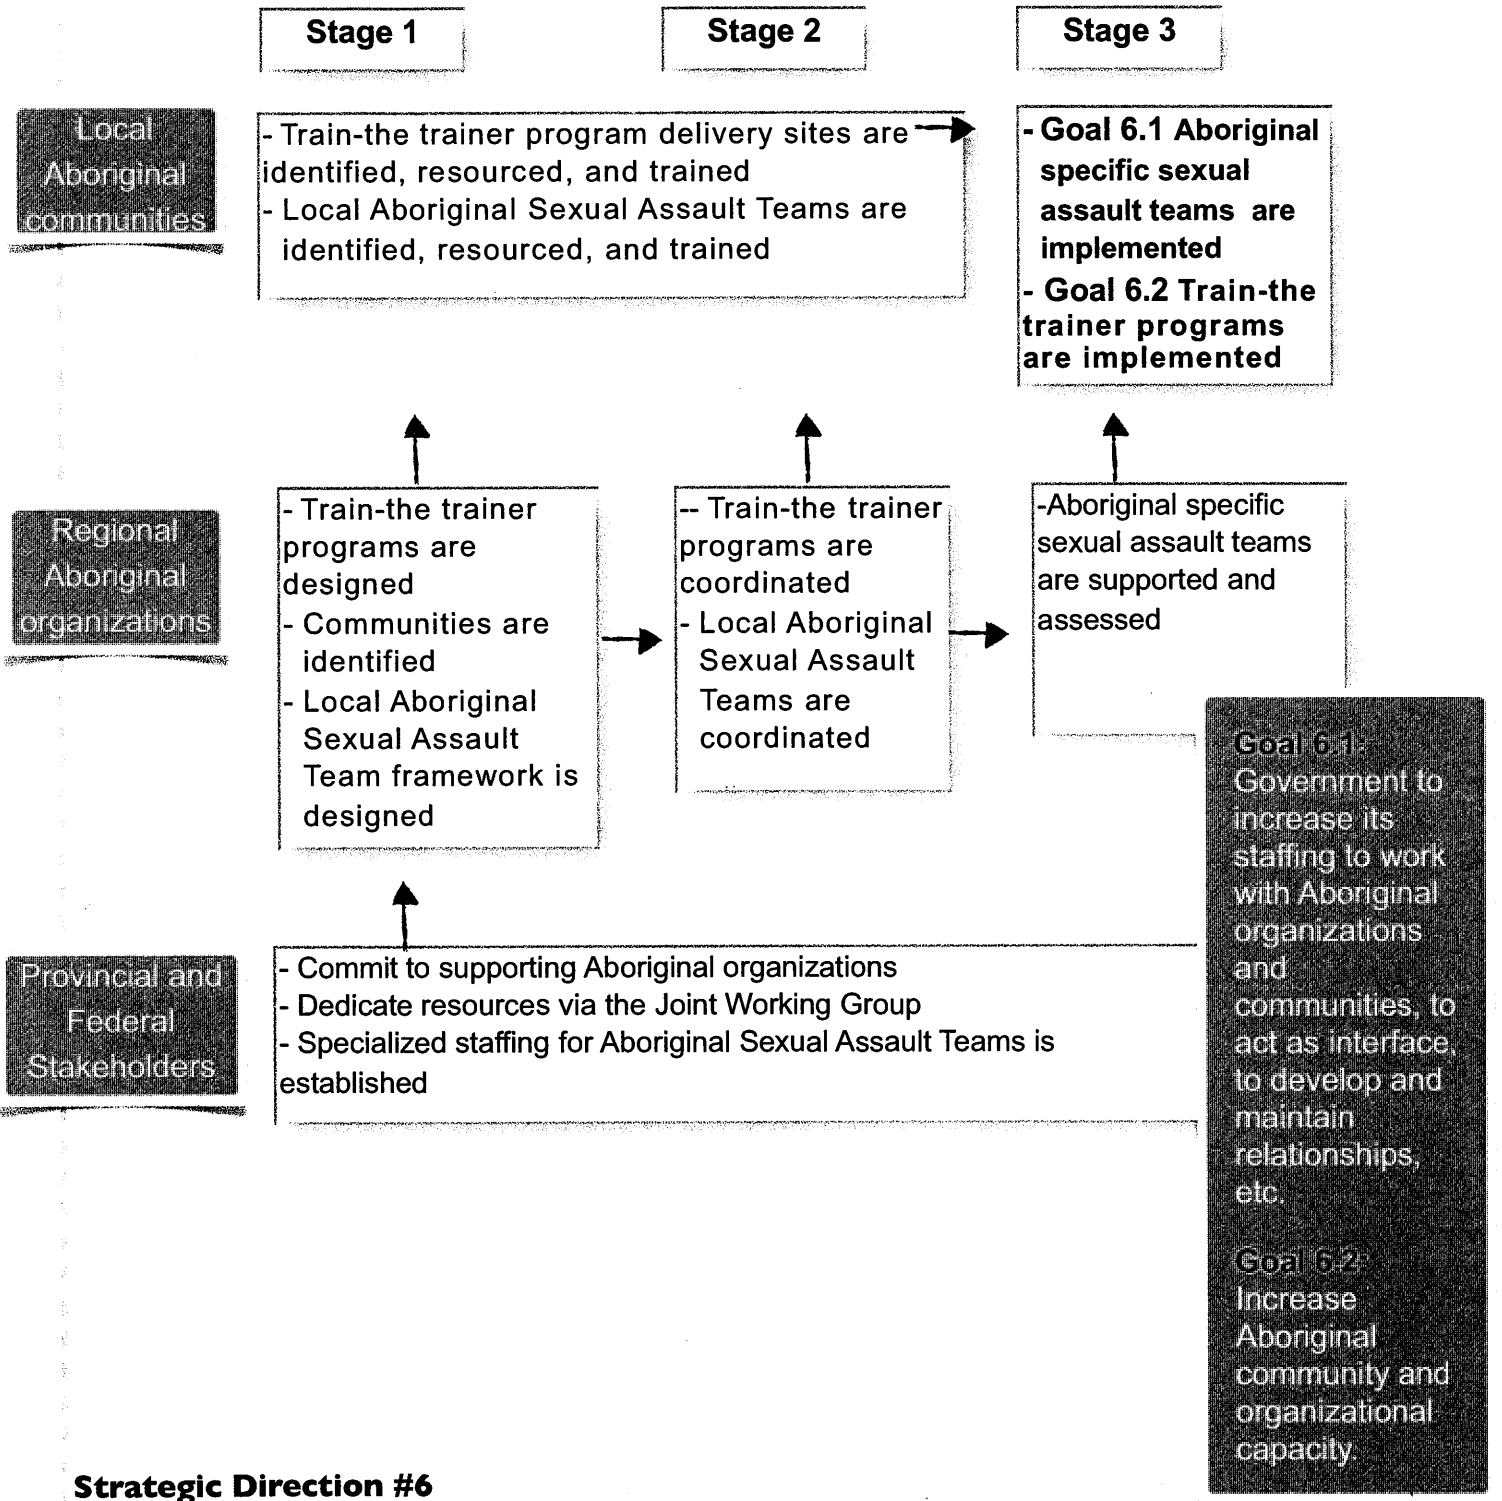 Stage 1
Stage 2
Stage 3
Local
Aboriginal
communities
- Train-the trainer program delivery sites are
identified, resourced, and trained
- Local Aboriginal Sexual Assault Teams are
identified, resourced, and trained
- Goal 6.1 Aboriginal
specific sexual
assault teams are
implemented
- Goal 6.2 Train-the
trainer programs
are implemented
Regional
Aboriginal
organizations
- Train-the trainer
programs are
designed
- Communities are
identified
- Local Aboriginal
Sexual Assault
Team framework is
designed
-- Train-the trainer
programs are
coordinated
- Local Aboriginal
Sexual Assault
Teams are
coordinated
-Aboriginal specific
sexual assault teams
are supported and
assessed
Provincial and
Federal
Stakeholders
- Commit to supporting Aboriginal organizations
- Dedicate resources via the Joint Working Group
- Specialized staffing for Aboriginal Sexual Assault Teams is
established
Goal 6.1:
Government to
increase its
staffing to work
with Aboriginal
organizations
and
communities, to
act as interface,
to develop and
maintain
relationships,
etc.
Goal 6.2:
Increase
Aboriginal
community and
organizational
capacity.
Strategic Direction #6